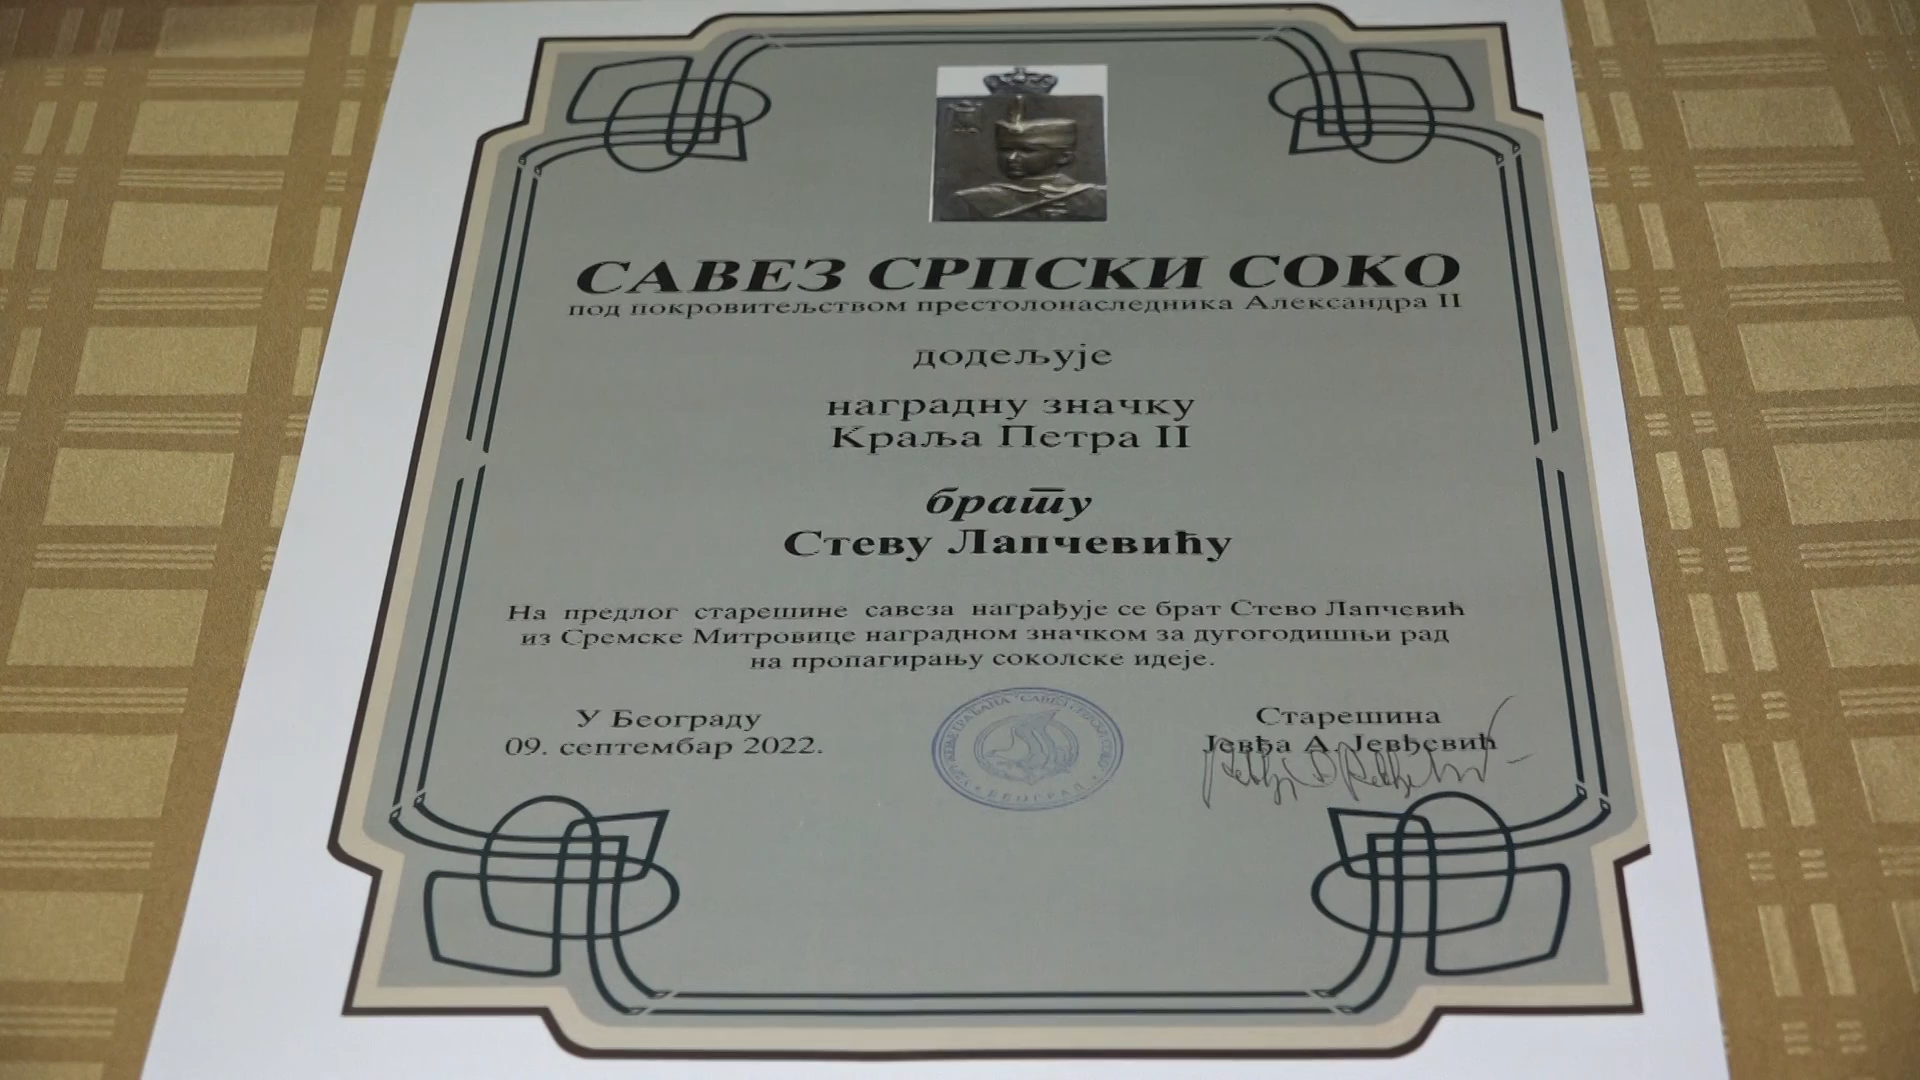 САВЕЗ СРПСКИ СОКО
под покровитељством престолонаследника Александра II
додељује
наградну значку
Краља Петра II
брату
Стеву Лапчевићу
На предлог старешине савеза награђује се брат Стево Лапчевић
из Сремске Митровице наградном значком за дугогодишњи рад
на пропагирању соколске идеје.
У Београду
09. септембар 2022.
БЕОГРАД
Старешина
Јевђа А. Јевђевић